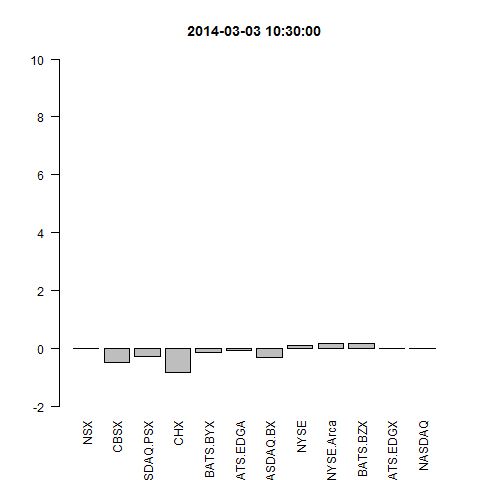 2014-03-03 10:30:00
10
8
6
4
2
0
-2
NSX
CBSX
SDAQ.PSX
CHX
BATS.BYX
ATS.EDGA
ASDAQ.BX
NYSE
NYSE.Arca
BATS.BZX
ATS.EDGX
NASDAQ